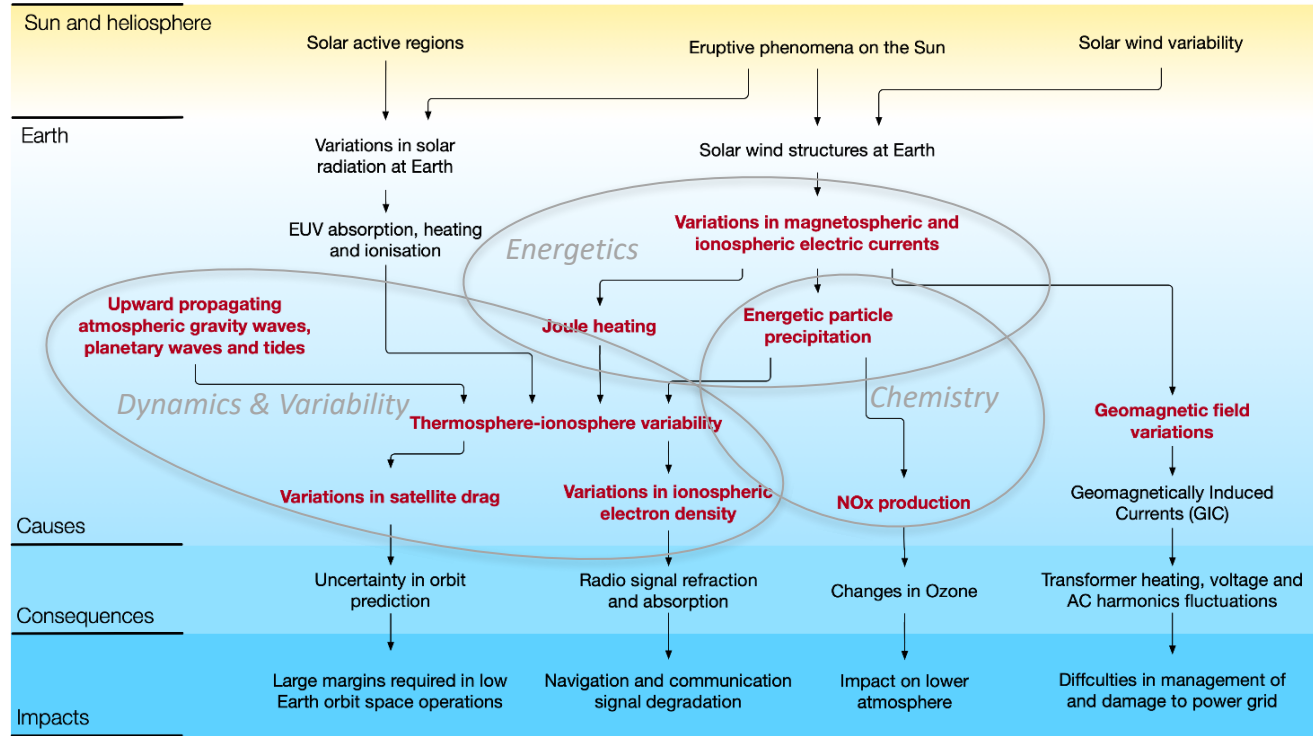 Sun and heliosphere
Solar active regions
Eruptive phenomena on the Sun
Solar wind variability
Earth
Variations in solar
radiation at Earth
Solar wind structures at Earth
EUV absorption, heating
and ionisation
Energetics
Variations in magnetospheric and
ionospheric electric currents
Upward propagating
atmospheric gravity waves,
planetary waves and tides
Joule heating
Energetic particle
precipitation
Dynamics & Variability
Chemistry
Thermosphere-ionosphere variability
Geomagnetic field
variations
Variations in satellite drag
Variations in ionospheric
electron density
NOx production
Geomagnetically Induced
Currents (GIC)
Causes
Uncertainty in orbit
prediction
Radio signal refraction
and absorption
Changes in Ozone
Transformer heating, voltage and
AC harmonics fluctuations
Consequences
Large margins required in low
Earth orbit space operations
Navigation and communication
signal degradation
Impact on lower
atmosphere
Diffculties in management of
and damage to power grid
Impacts